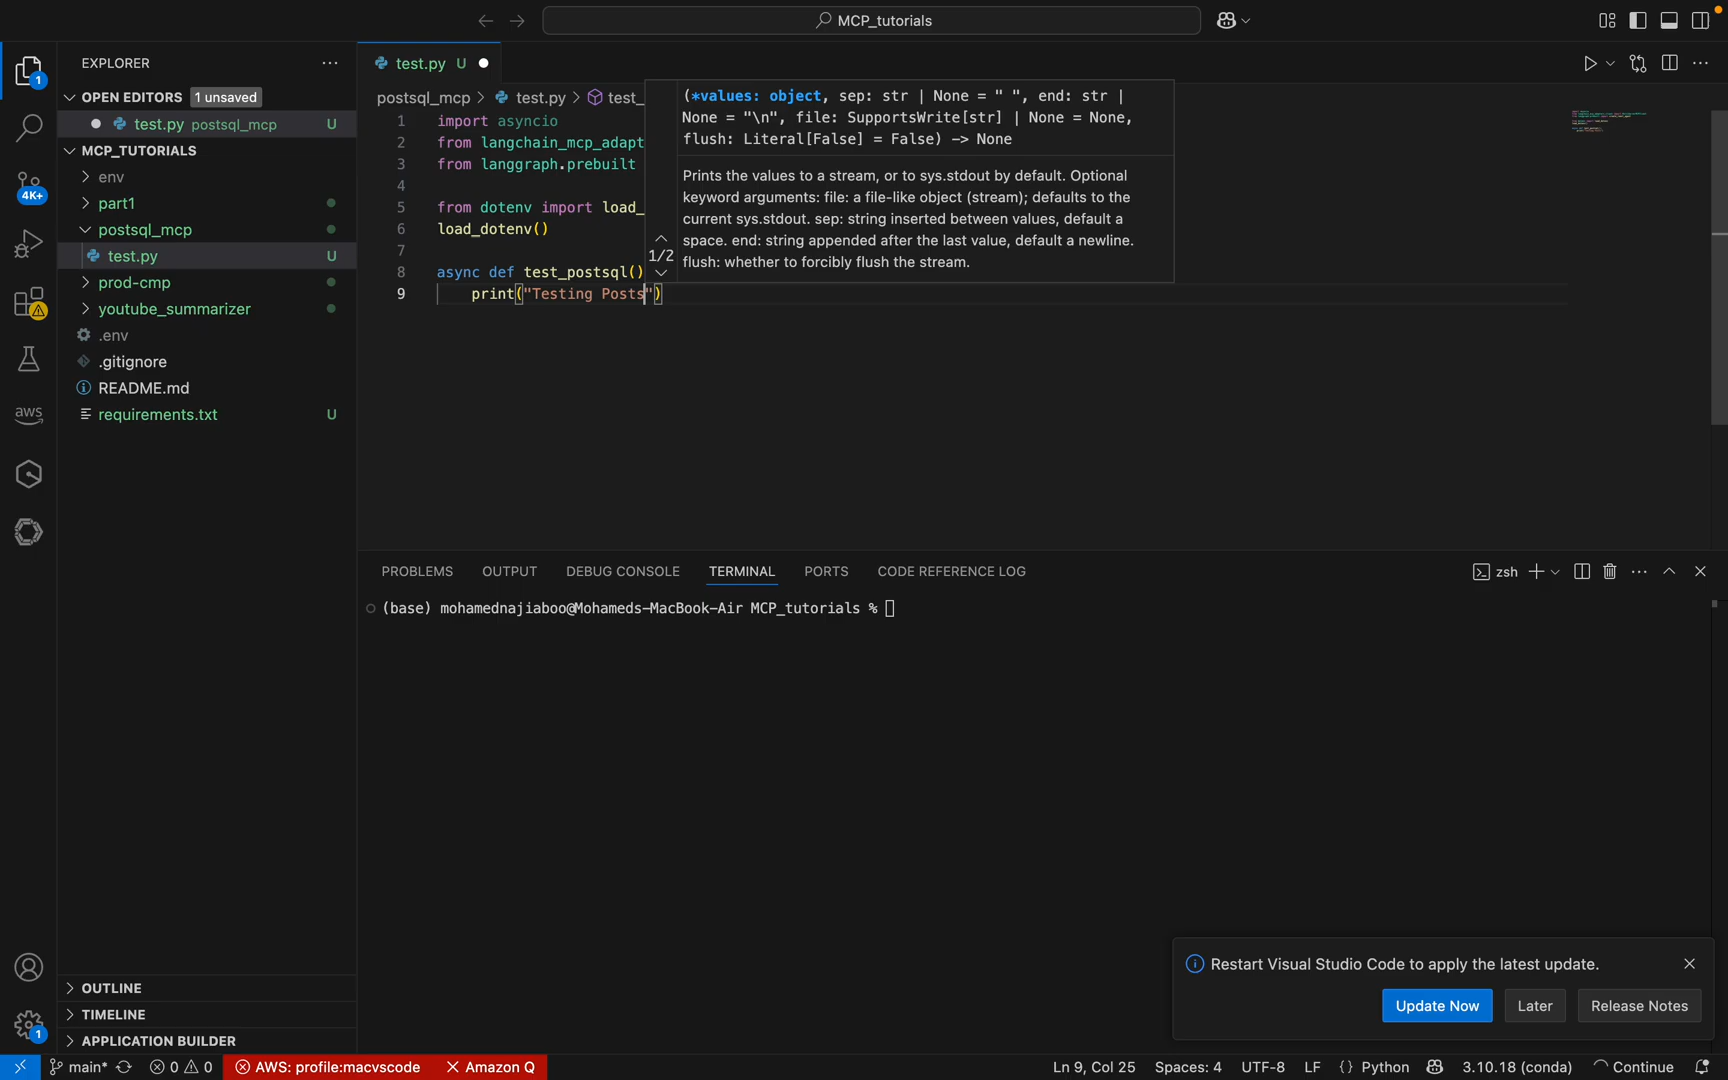 MCP_tutorials
EXPLORER
OPEN EDITORS 1 unsaved
test.py postsql_mcp U
MCP_TUTORIALS
env
part1
postsql_mcp
test.py U
prod-cmp
youtube_summarizer
.env
.gitignore
README.md
requirements.txt U
OUTLINE
TIMELINE
APPLICATION BUILDER
1
4K+
aws
1
test.py U
postsql_mcp > test.py > test_
1 import asyncio
2 from langchain_mcp_adapt
3 from langgraph.prebuilt
4
5 from dotenv import load_
6 load_dotenv()
7
8 async def test_postsql()
9 print("Testing Posts")
1/2
(*values: object, sep: str | None = " ", end: str |
None = "\n", file: SupportsWrite[str] | None = None,
flush: Literal[False] = False) -> None
Prints the values to a stream, or to sys.stdout by default. Optional
keyword arguments: file: a file-like object (stream); defaults to the
current sys.stdout. sep: string inserted between values, default a
space. end: string appended after the last value, default a newline.
flush: whether to forcibly flush the stream.
PROBLEMS OUTPUT DEBUG CONSOLE TERMINAL PORTS CODE REFERENCE LOG
zsh
(base) mohamednajiaboo@Mohameds-MacBook-Air MCP_tutorials %
Restart Visual Studio Code to apply the latest update.
Update Now Later Release Notes
main* 0 0 AWS: profile:macvscode Amazon Q Ln 9, Col 25 Spaces: 4 UTF-8 LF {} Python 3.10.18 (conda) Continue